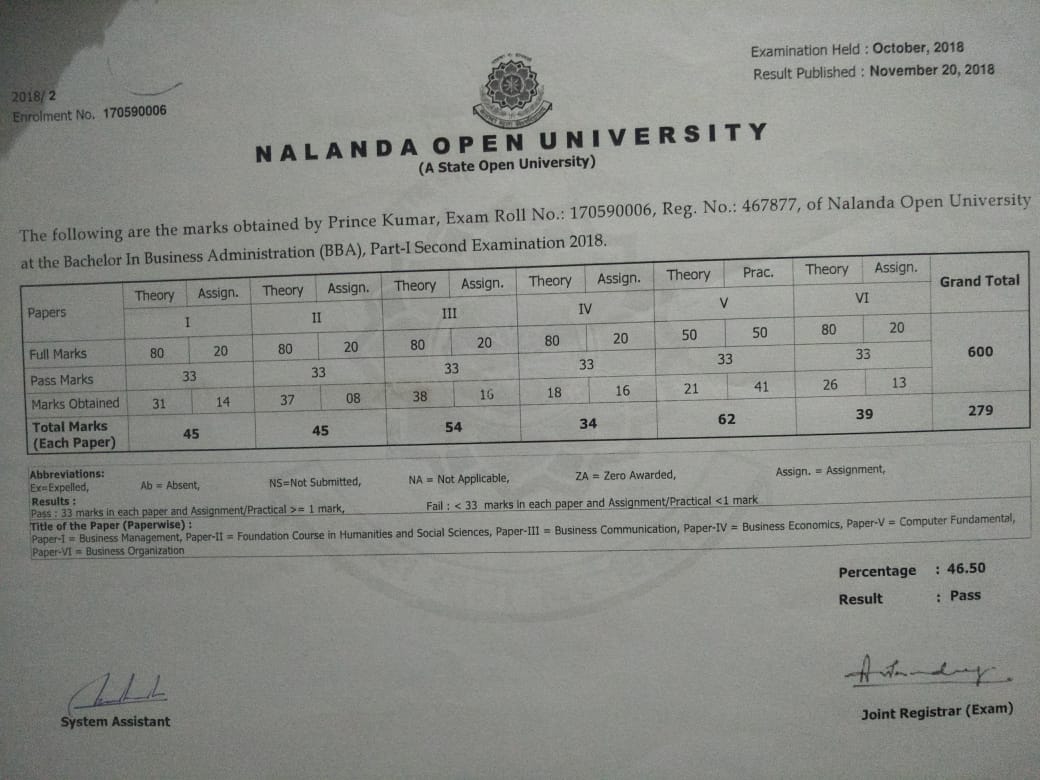 Examination Held : October, 2018
Result Published : November 20, 2018
2018/ 2
Enrolment No. 170590006
NALANDA OPEN UNIVERSITY
(A State Open University)
The following are the marks obtained by Prince Kumar, Exam Roll No.: 170590006, Reg. No.: 467877, of Nalanda Open University
at the Bachelor In Business Administration (BBA), Part-I Second Examination 2018.
Papers Theory Assign. Theory Assign. Theory Assign. Theory Assign. Theory Prac. Theory Assign. Grand Total
I II III IV V VI
Full Marks 80 20 80 20 80 20 80 20 50 50 80 20 600
Pass Marks 33 33 33 33 33 33
Marks Obtained 31 14 37 08 38 16 18 16 21 41 26 13
Total Marks
(Each Paper) 45 45 54 34 62 39 279
Abbreviations:
Ex=Expelled, Ab = Absent, NS=Not Submitted, NA = Not Applicable, ZA = Zero Awarded, Assign. = Assignment,
Results :
Pass : 33 marks in each paper and Assignment/Practical >= 1 mark, Fail : < 33 marks in each paper and Assignment/Practical <1 mark
Title of the Paper (Paperwise) :
Paper-I = Business Management, Paper-II = Foundation Course in Humanities and Social Sciences, Paper-III = Business Communication, Paper-IV = Business Economics, Paper-V = Computer Fundamental,
Paper-VI = Business Organization
Percentage : 46.50
Result : Pass
System Assistant
Joint Registrar (Exam)